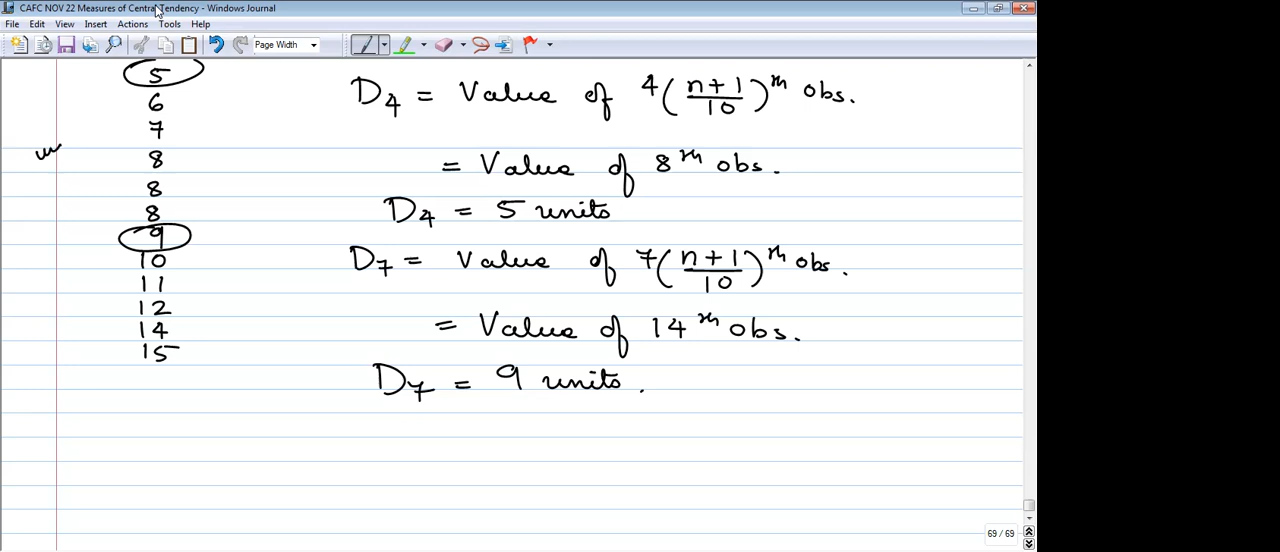 CAFC NOV 22 Measures of Central Tendency - Windows Journal
File Edit View Insert Actions Tools Help
Page Width
5
6
7
8
8
8
9
10
11
12
14
15
D4 = Value of 4(n+1/10)th obs.
= Value of 8th obs.
D4 = 5 units
D7 = Value of 7(n+1/10)th obs.
= Value of 14th obs.
D7 = 9 units.
69 / 69